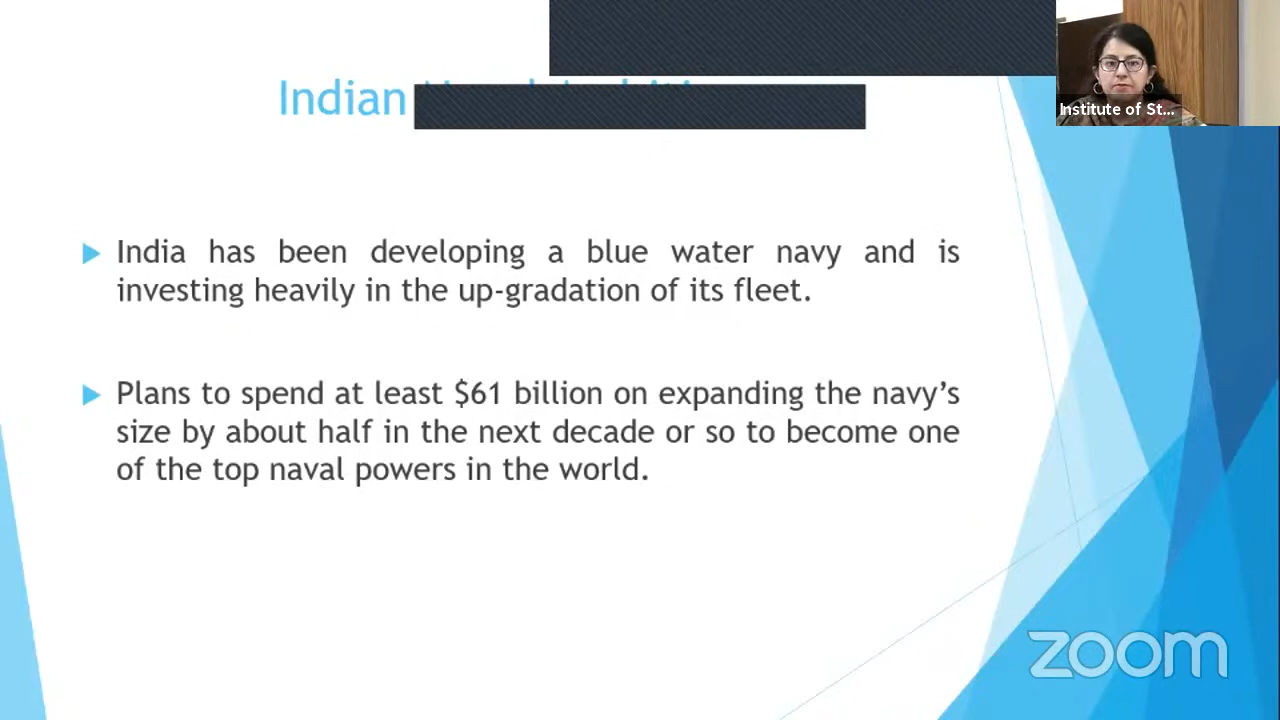 Indian
Institute of St...
India has been developing a blue water navy and is
investing heavily in the up-gradation of its fleet.
Plans to spend at least $61 billion on expanding the navy’s
size by about half in the next decade or so to become one
of the top naval powers in the world.
zoom